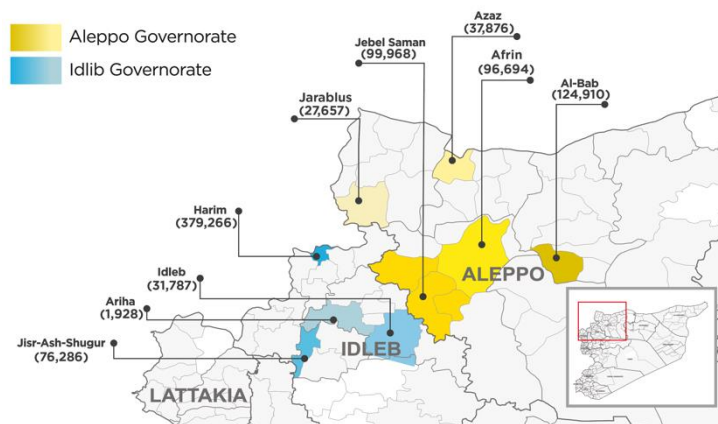 Aleppo Governorate
Idlib Governorate
Azaz
(37,876)
Jebel Saman
(99,968)
Afrin
(96,694)
Al-Bab
(124,910)
Jarablus
(27,657)
Harim
(379,266)
Idleb
(31,787)
Ariha
(1,928)
Jisr-Ash-Shugur
(76,286)
ALEPPO
IDLEB
LATTAKIA